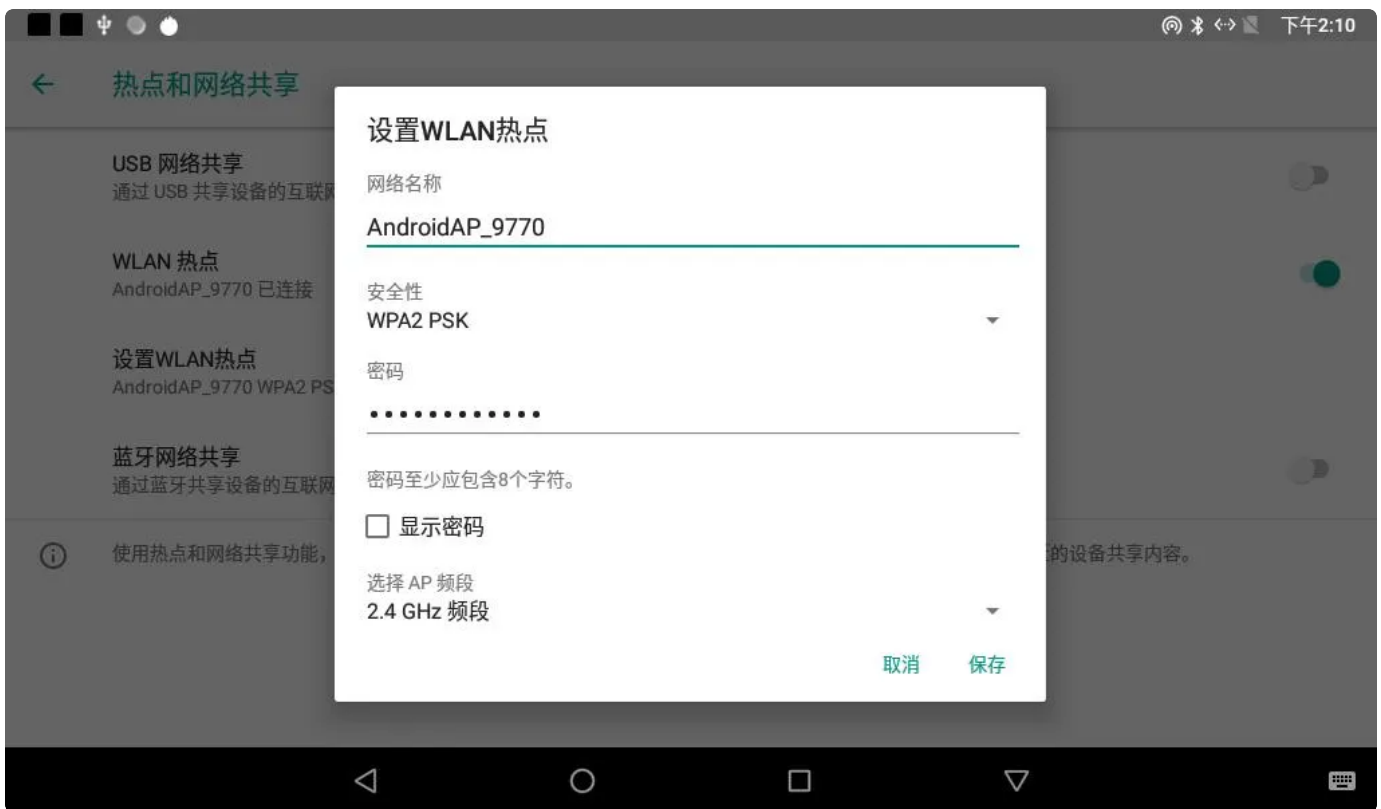 下午2:10
热点和网络共享
USB 网络共享
通过 USB 共享设备的互联
WLAN 热点
AndroidAP_9770 已连接
设置WLAN热点
AndroidAP_9770 WPA2 PS
蓝牙网络共享
通过蓝牙共享设备的互联网
使用热点和网络共享功能，
的设备共享内容。
设置WLAN热点
网络名称
AndroidAP_9770
安全性
WPA2 PSK
密码
••••••••••••
密码至少应包含8个字符。
显示密码
选择 AP 频段
2.4 GHz 频段
取消 保存